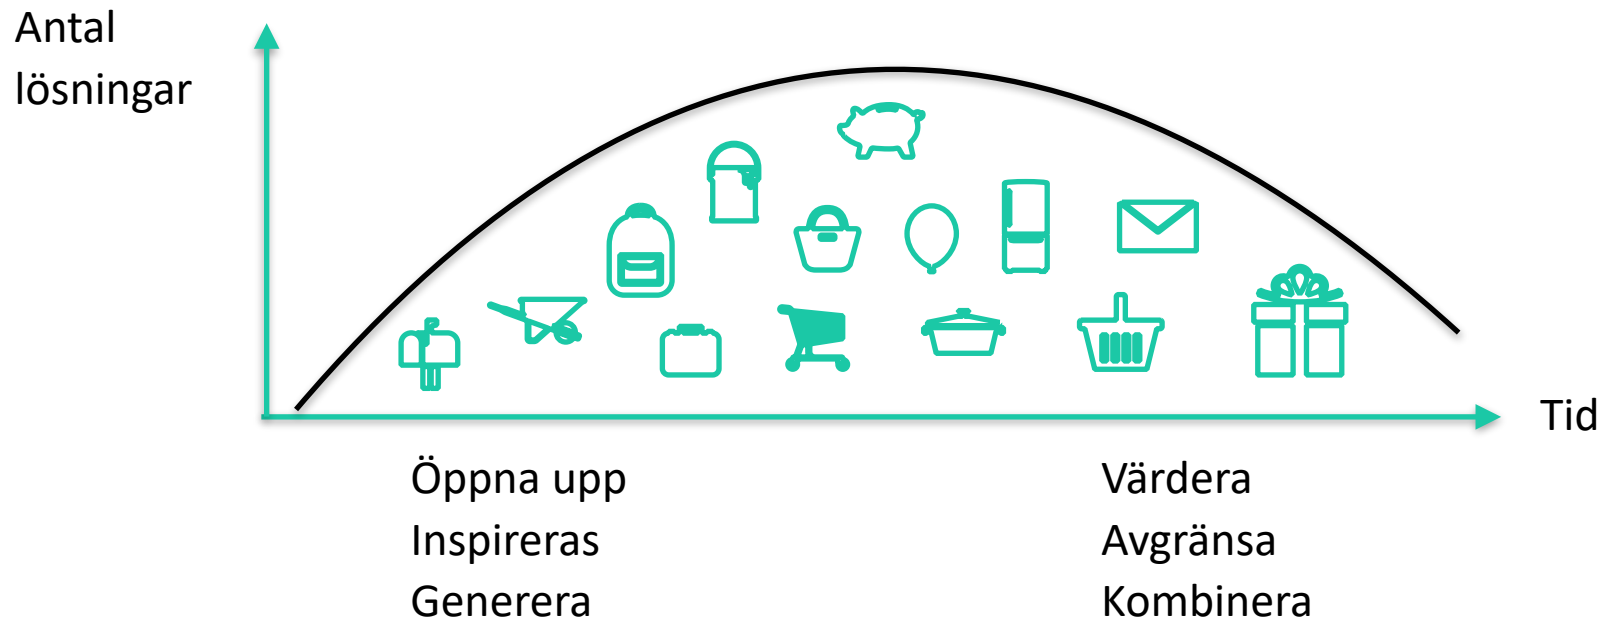 Antal
lösningar
Tid
Öppna upp
Inspireras
Generera
Värdera
Avgränsa
Kombinera